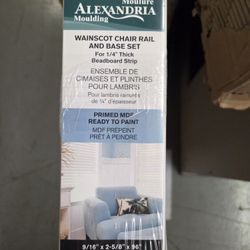 Moulure
ALEXANDRIA
Moulding
WAINSCOT CHAIR RAIL
AND BASE SET
For 1/4" Thick
Beadboard Strip
ENSEMBLE DE
CIMAISES ET PLINTHES
POUR LAMBRIS
Pour lambris rainurés
de ¼" d'épaisseur
PRIMED MDF
READY TO PAINT
MDF PRÉPEINT
PRÊT À PEINDRE
9/16" x 2-5/8" x 96"